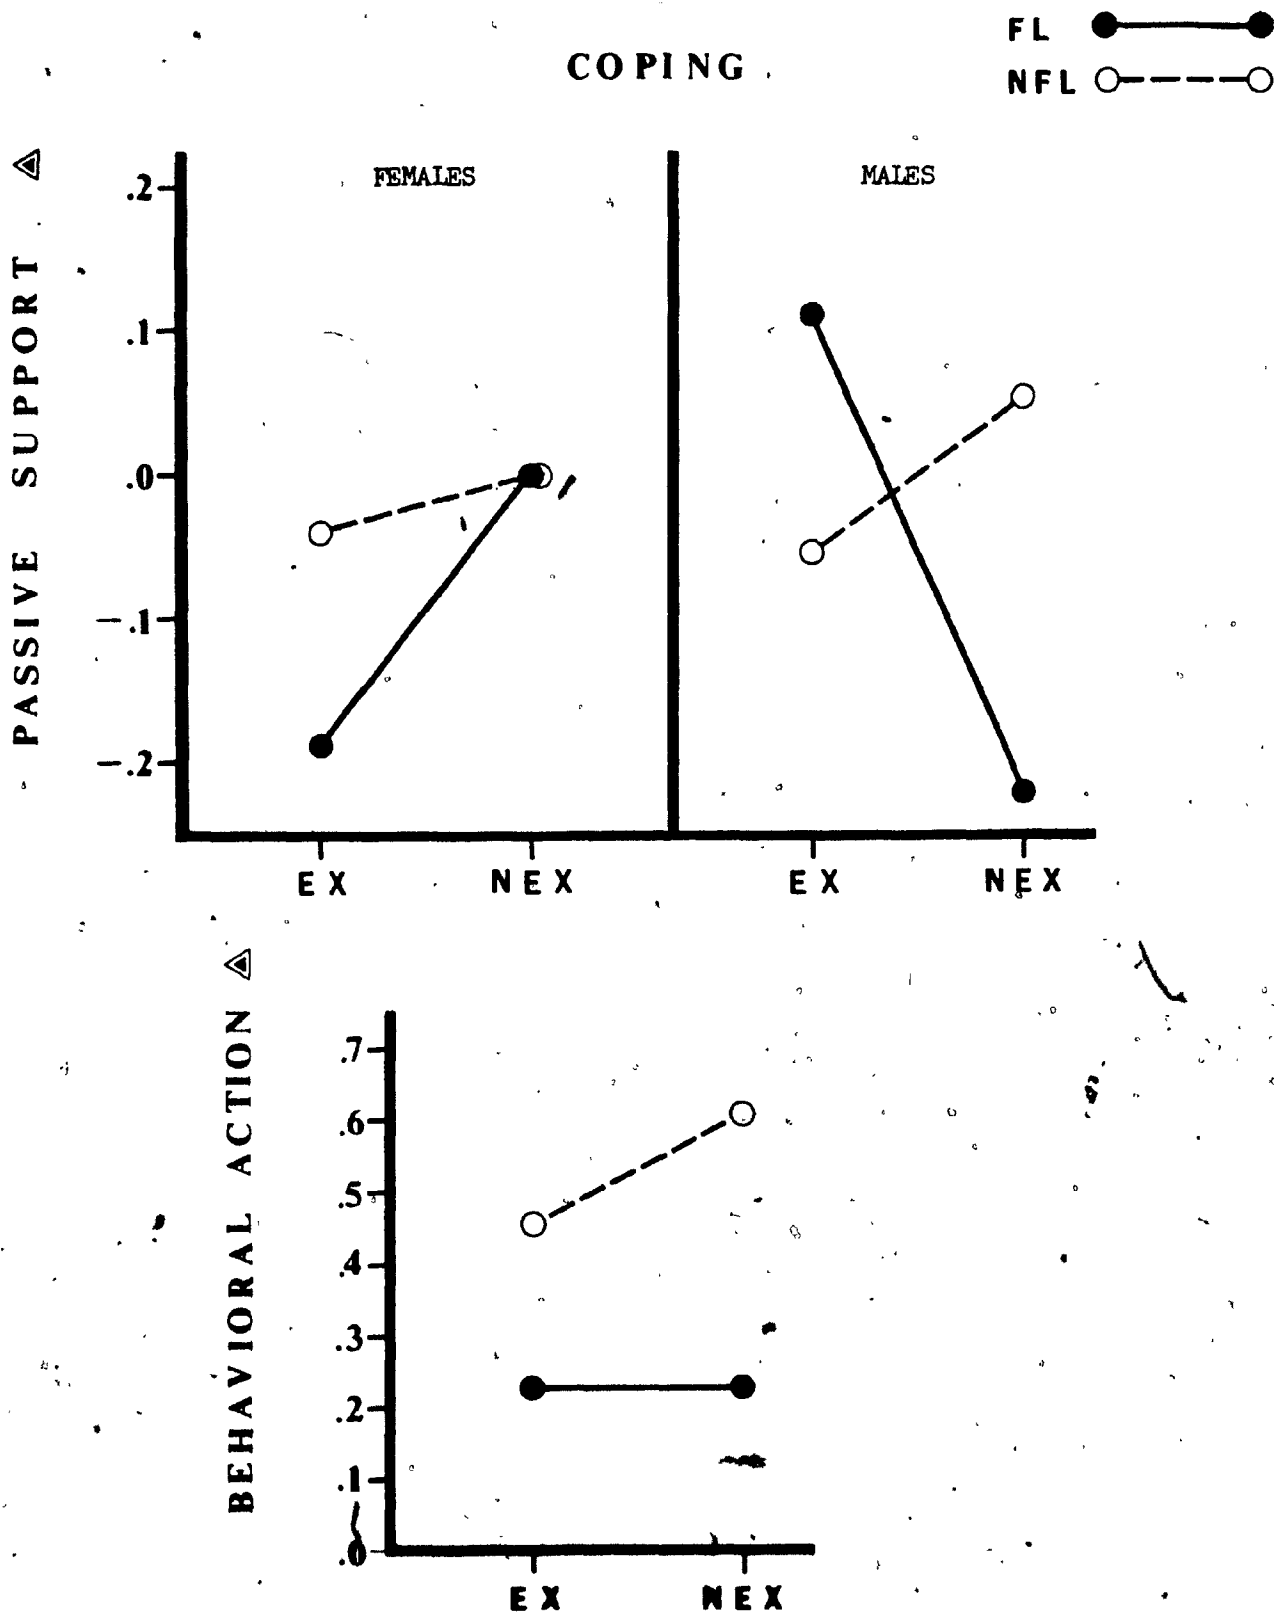 FL
NFL
COPING
PASSIVE SUPPORT
FEMALES
MALES
.2
.1
.0
-.1
-.2
EX NEX EX NEX
BEHAVIORAL ACTION
.7
.6
.5
.4
.3
.2
.1
.0
EX NEX